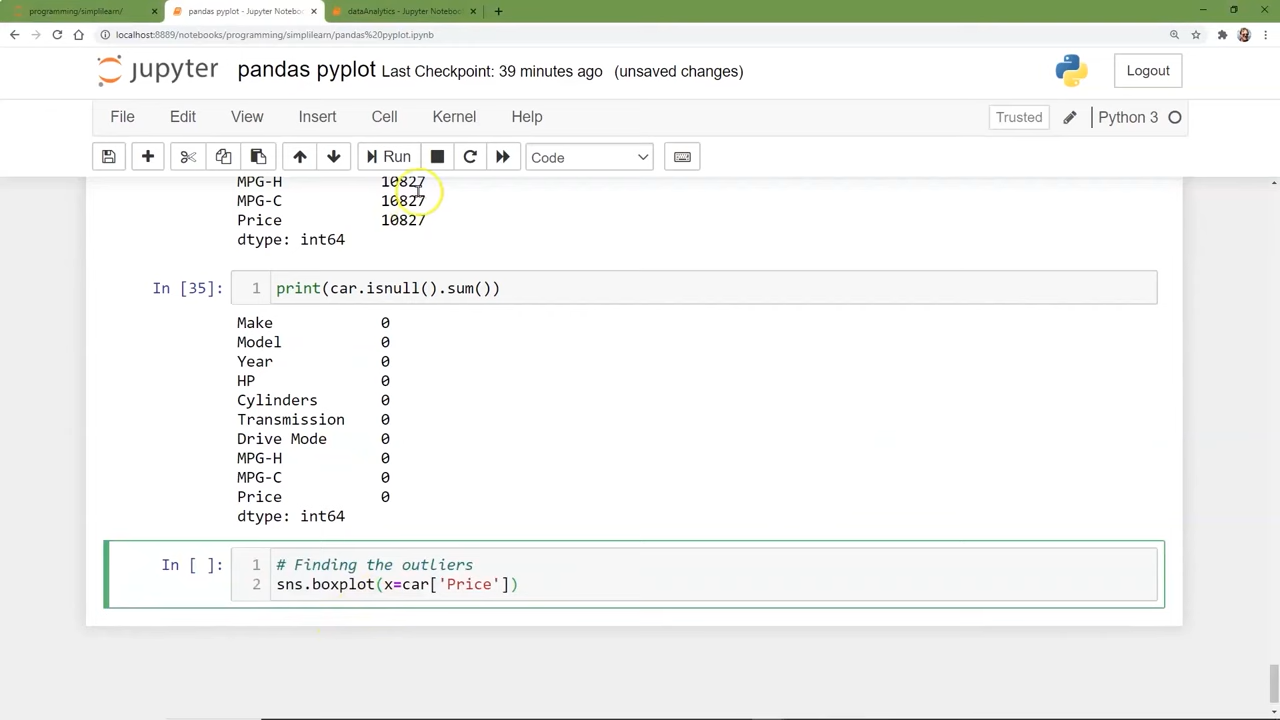 programming/simplilearn/
pandas pyplot - Jupyter Noteboo
dataAnalytics - Jupyter Notebook
localhost:8889/notebooks/programming/simplilearn/pandas%20pyplot.ipynb
jupyter pandas pyplot Last Checkpoint: 39 minutes ago (unsaved changes)
Logout
File Edit View Insert Cell Kernel Help
Trusted
Python 3
Run
Code
MPG-H 10827
MPG-C 10827
Price 10827
dtype: int64
In [35]: 1 print(car.isnull().sum())
Make 0
Model 0
Year 0
HP 0
Cylinders 0
Transmission 0
Drive Mode 0
MPG-H 0
MPG-C 0
Price 0
dtype: int64
In [ ]: 1 # Finding the outliers
2 sns.boxplot(x=car['Price'])